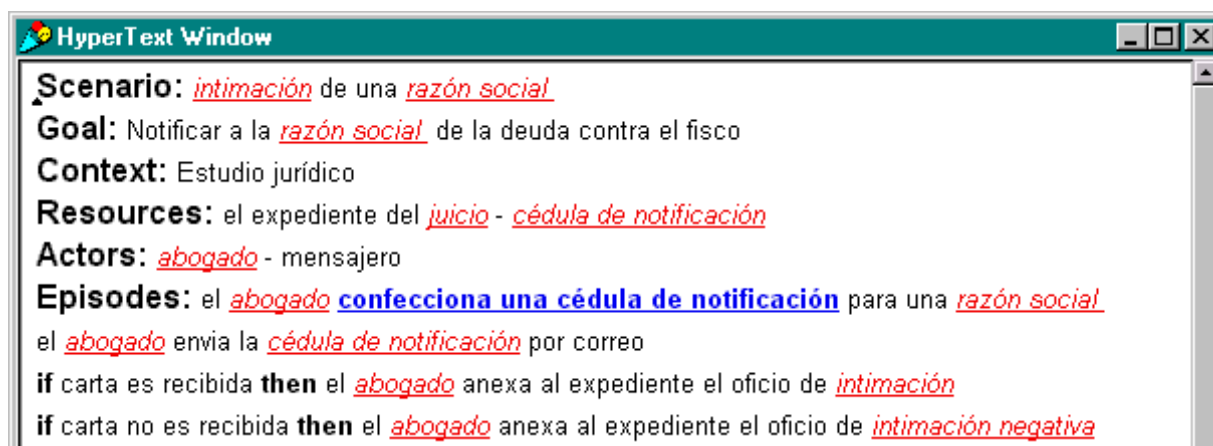 HyperText Window
Scenario: intimación de una razón social
Goal: Notificar a la razón social de la deuda contra el fisco
Context: Estudio jurídico
Resources: el expediente del juicio - cédula de notificación
Actors: abogado - mensajero
Episodes: el abogado confecciona una cédula de notificación para una razón social
el abogado envia la cédula de notificación por correo
if carta es recibida then el abogado anexa al expediente el oficio de intimación
if carta no es recibida then el abogado anexa al expediente el oficio de intimación negativa